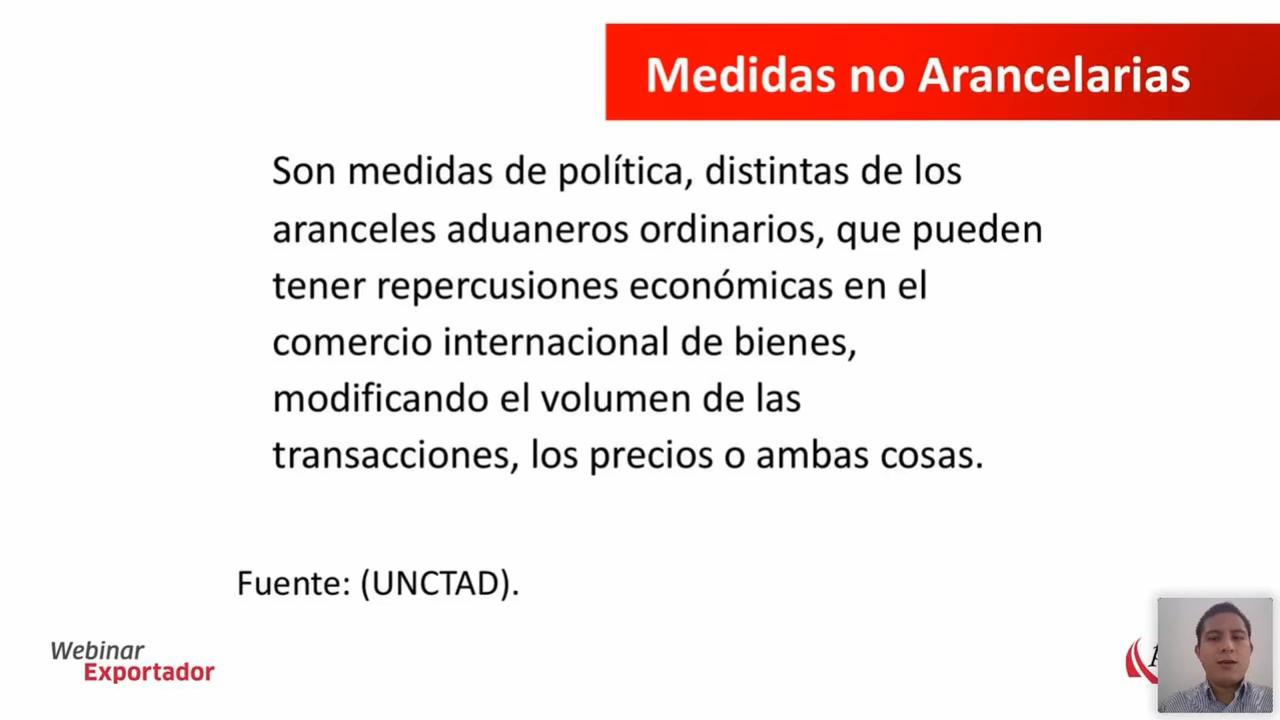 Medidas no Arancelarias
Son medidas de política, distintas de los
aranceles aduaneros ordinarios, que pueden
tener repercusiones económicas en el
comercio internacional de bienes,
modificando el volumen de las
transacciones, los precios o ambas cosas.
Fuente: (UNCTAD).
Webinar
Exportador